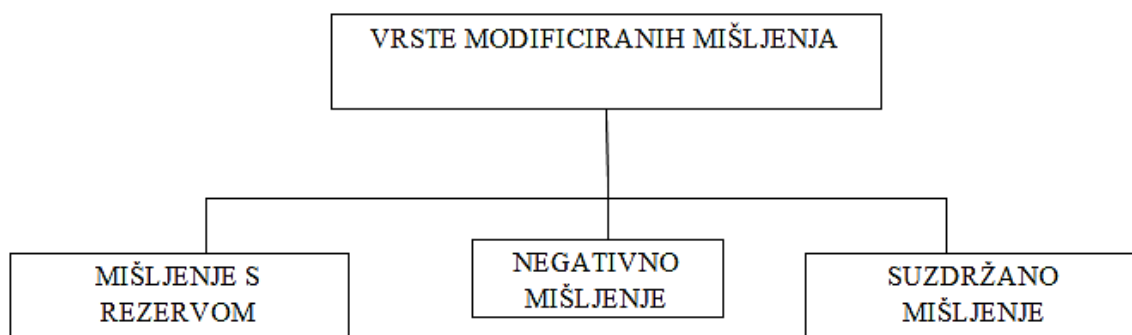 VRSTE MODIFICIRANIH MIŠLJENJA
MIŠLJENJE S
REZERVOM
NEGATIVNO
MIŠLJENJE
SUZDRŽANO
MIŠLJENJE